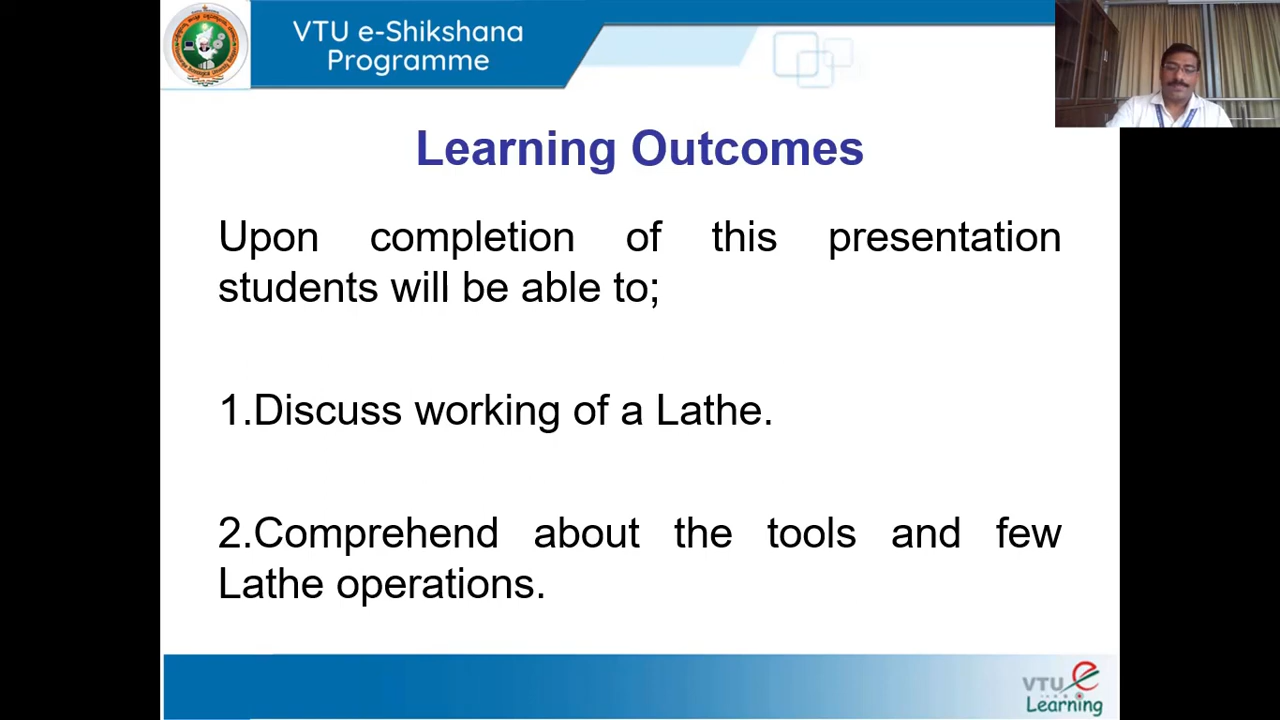 VTU e-Shikshana
Programme
Learning Outcomes
Upon completion of this presentation
students will be able to;
1.Discuss working of a Lathe.
2.Comprehend about the tools and few
Lathe operations.
VTU e
Learning